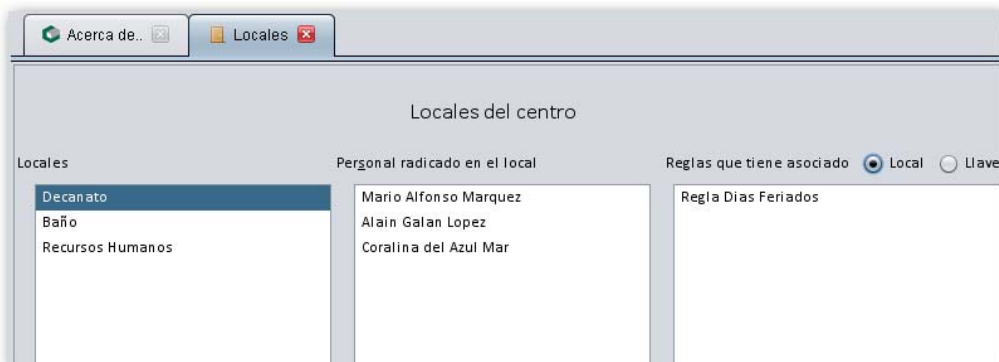 Acerca de.. Locales
Locales del centro
Locales Personal radicado en el local Reglas que tiene asociado Local Llave
Decanato Mario Alfonso Marquez Regla Dias Feriados
Baño Alain Galan Lopez
Recursos Humanos Coralina del Azul Mar